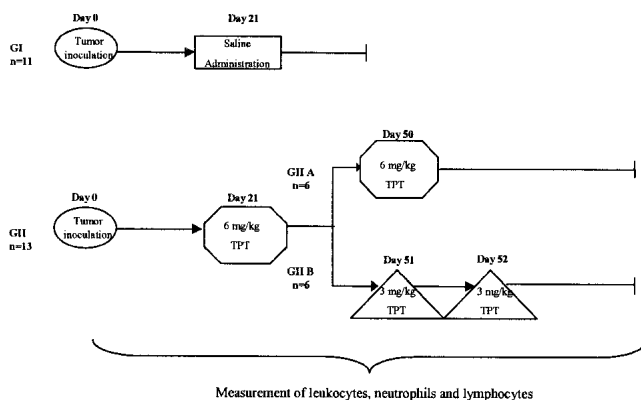 Day 0
Day 21
GI
n=11
Tumor
inoculation
Saline
Administration
Day 50
GII A
n=6
6 mg/kg
TPT
Day 0
Day 21
GII
n=13
Tumor
inoculation
6 mg/kg
TPT
GII B
n=6
Day 51
Day 52
3 mg/kg
TPT
3 mg/kg
TPT
Measurement of leukocytes, neutrophils and lymphocytes